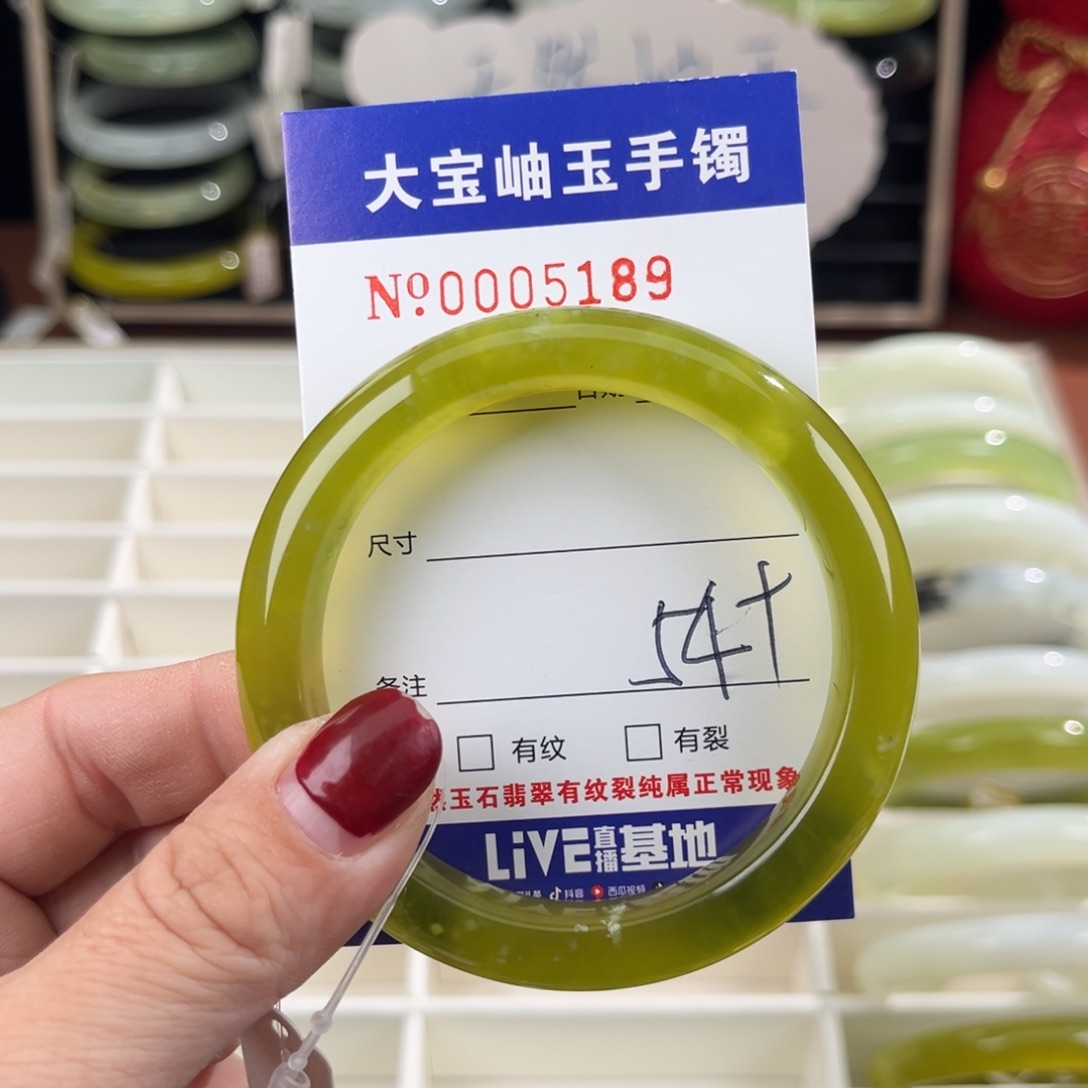 大宝岫玉手镯
Nº0005189
尺寸
54+
备注
有纹
有裂
玉石翡翠有纹裂纯属正常现象
LiVE直播基地
抖音 西瓜视频